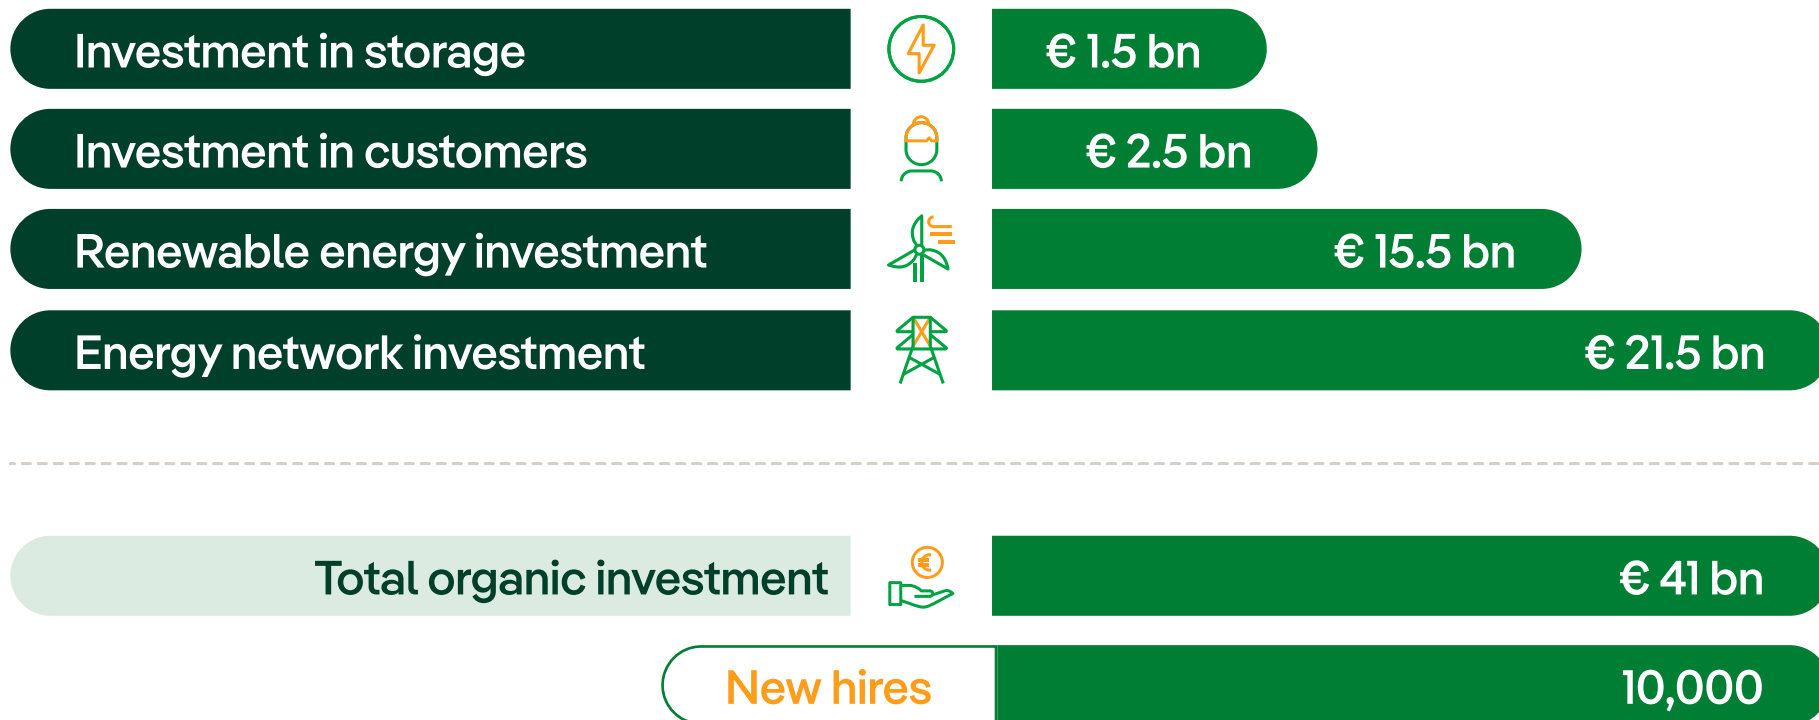 Investment in storage € 1.5 bn
Investment in customers € 2.5 bn
Renewable energy investment € 15.5 bn
Energy network investment € 21.5 bn
Total organic investment € 41 bn
New hires 10,000